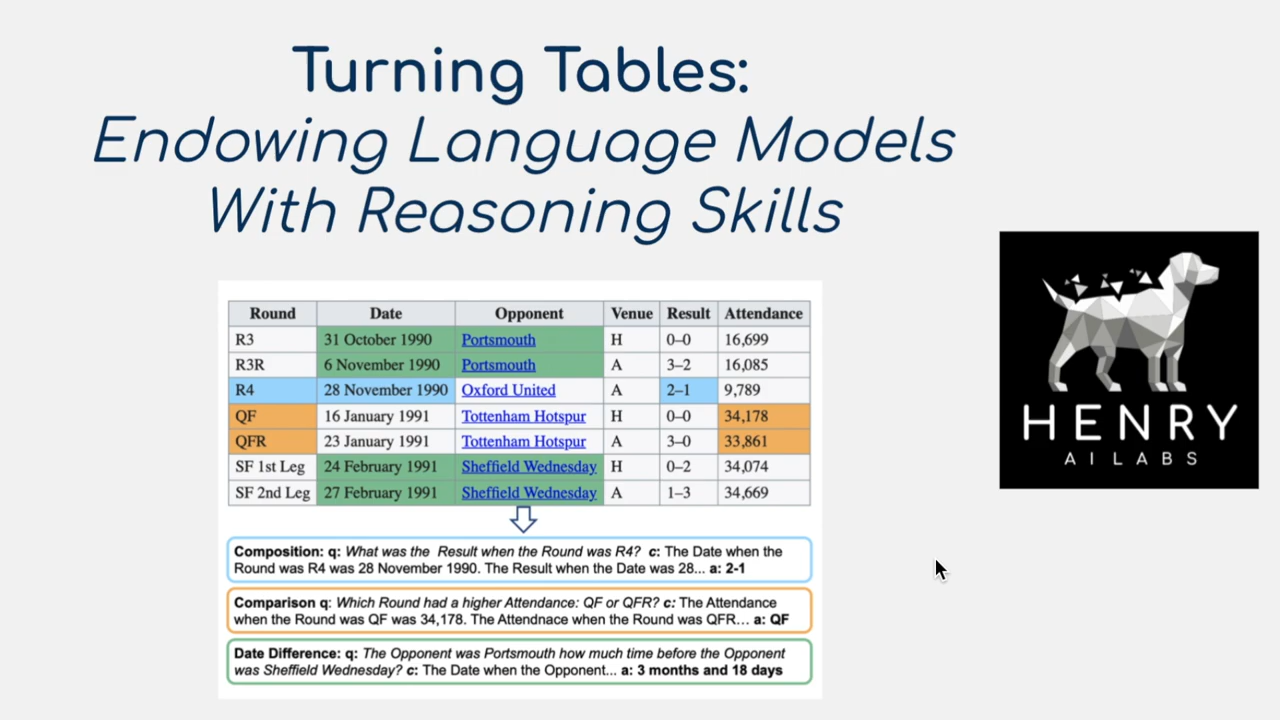 Turning Tables:
Endowing Language Models
With Reasoning Skills
Round Date Opponent Venue Result Attendance
R3 31 October 1990 Portsmouth H 0–0 16,699
R3R 6 November 1990 Portsmouth A 3–2 16,085
R4 28 November 1990 Oxford United A 2–1 9,789
QF 16 January 1991 Tottenham Hotspur H 0–0 34,178
QFR 23 January 1991 Tottenham Hotspur A 3–0 33,861
SF 1st Leg 24 February 1991 Sheffield Wednesday H 0–2 34,074
SF 2nd Leg 27 February 1991 Sheffield Wednesday A 1–3 34,669
Composition: q: What was the Result when the Round was R4? c: The Date when the
Round was R4 was 28 November 1990. The Result when the Date was 28... a: 2-1
Comparison q: Which Round had a higher Attendance: QF or QFR? c: The Attendance
when the Round was QF was 34,178. The Attendnace when the Round was QFR... a: QF
Date Difference: q: The Opponent was Portsmouth how much time before the Opponent
was Sheffield Wednesday? c: The Date when the Opponent... a: 3 months and 18 days
HENRY
AI LABS